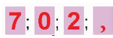 7; 0; 2; ,